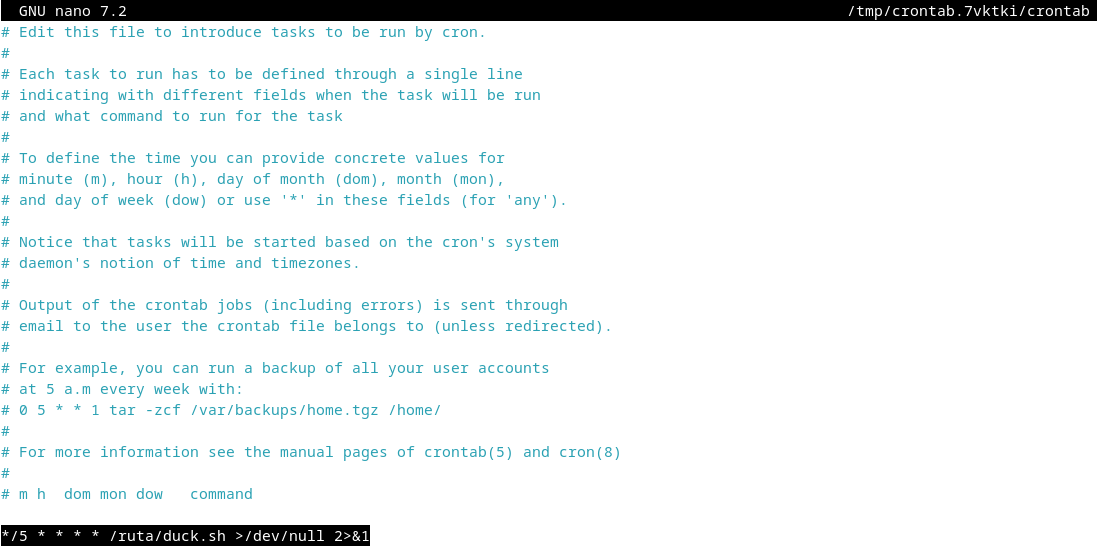 GNU nano 7.2 /tmp/crontab.7vktki/crontab
# Edit this file to introduce tasks to be run by cron.
#
# Each task to run has to be defined through a single line
# indicating with different fields when the task will be run
# and what command to run for the task
#
# To define the time you can provide concrete values for
# minute (m), hour (h), day of month (dom), month (mon),
# and day of week (dow) or use '*' in these fields (for 'any').
#
# Notice that tasks will be started based on the cron's system
# daemon's notion of time and timezones.
#
# Output of the crontab jobs (including errors) is sent through
# email to the user the crontab file belongs to (unless redirected).
#
# For example, you can run a backup of all your user accounts
# at 5 a.m every week with:
# 0 5 * * 1 tar -zcf /var/backups/home.tgz /home/
#
# For more information see the manual pages of crontab(5) and cron(8)
#
# m h  dom mon dow   command
*/5 * * * * /ruta/duck.sh >/dev/null 2>&1